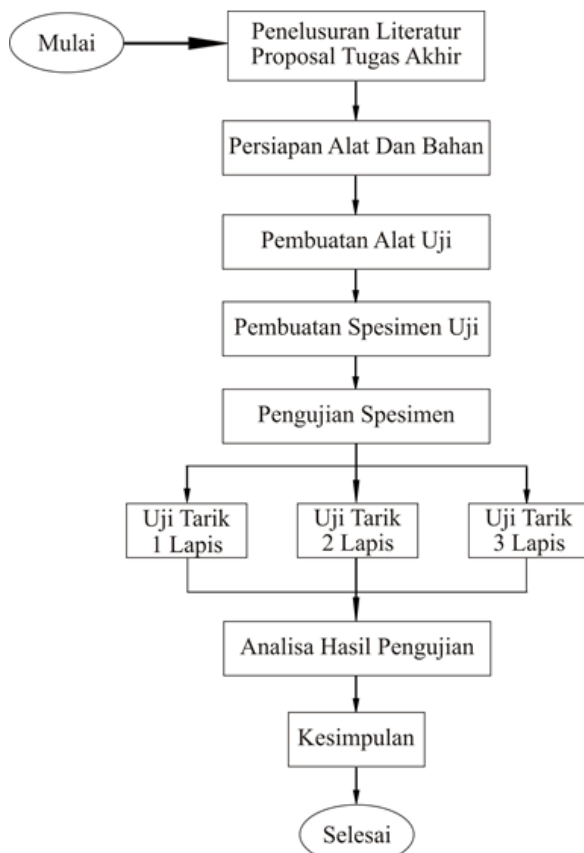 Mulai
Penelusuran Literatur
Proposal Tugas Akhir
Persiapan Alat Dan Bahan
Pembuatan Alat Uji
Pembuatan Spesimen Uji
Pengujian Spesimen
Uji Tarik
1 Lapis
Uji Tarik
2 Lapis
Uji Tarik
3 Lapis
Analisa Hasil Pengujian
Kesimpulan
Selesai